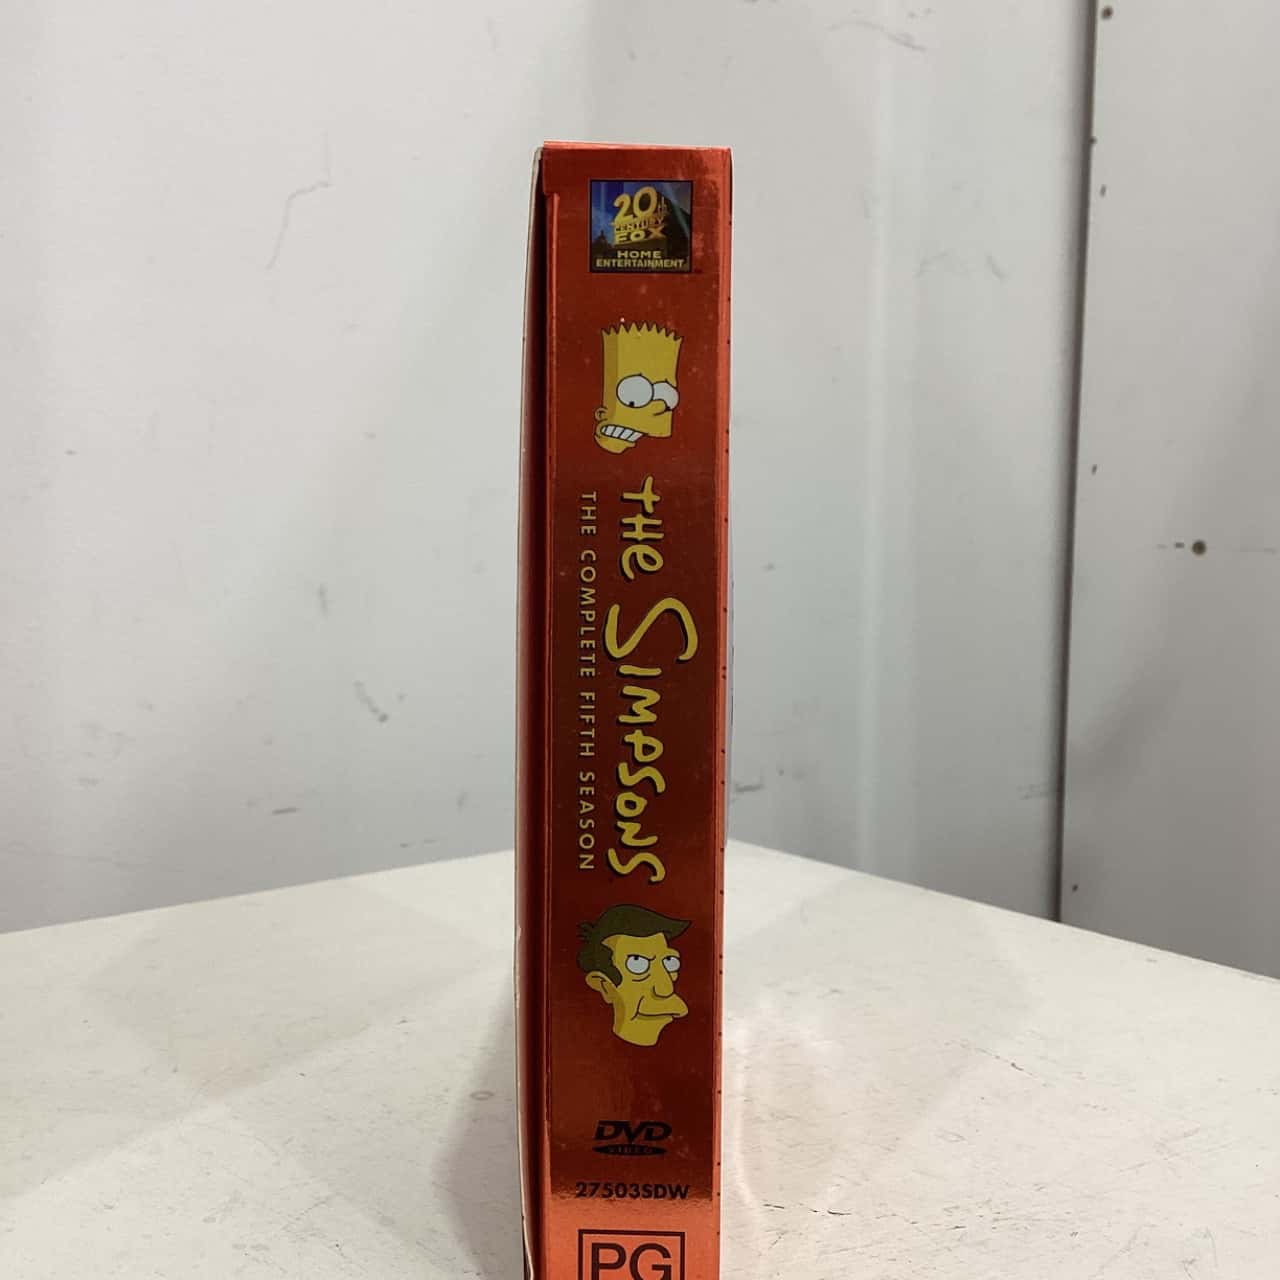 20th
CENTURY
FOX
HOME
ENTERTAINMENT
THE SIMPSONS
THE COMPLETE FIFTH SEASON
DVD
VIDEO
27503SDW
PG